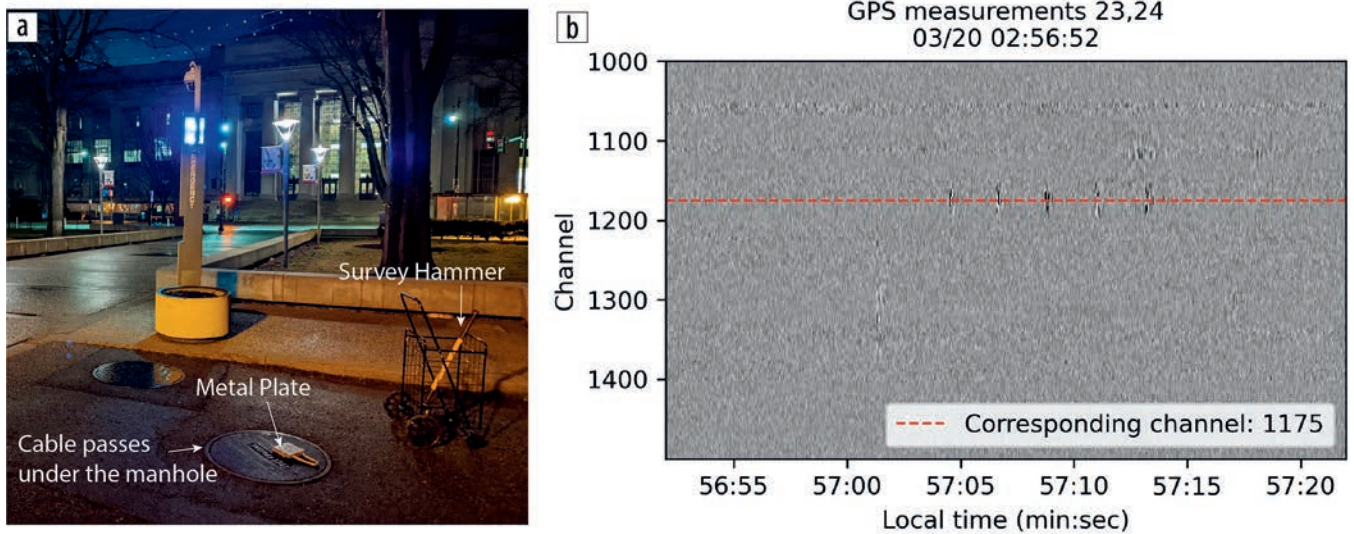 a
Survey Hammer
Metal Plate
Cable passes
under the manhole
b
GPS measurements 23,24
03/20 02:56:52
Channel
1000
1100
1200
1300
1400
Corresponding channel: 1175
56:55 57:00 57:05 57:10 57:15 57:20
Local time (min:sec)